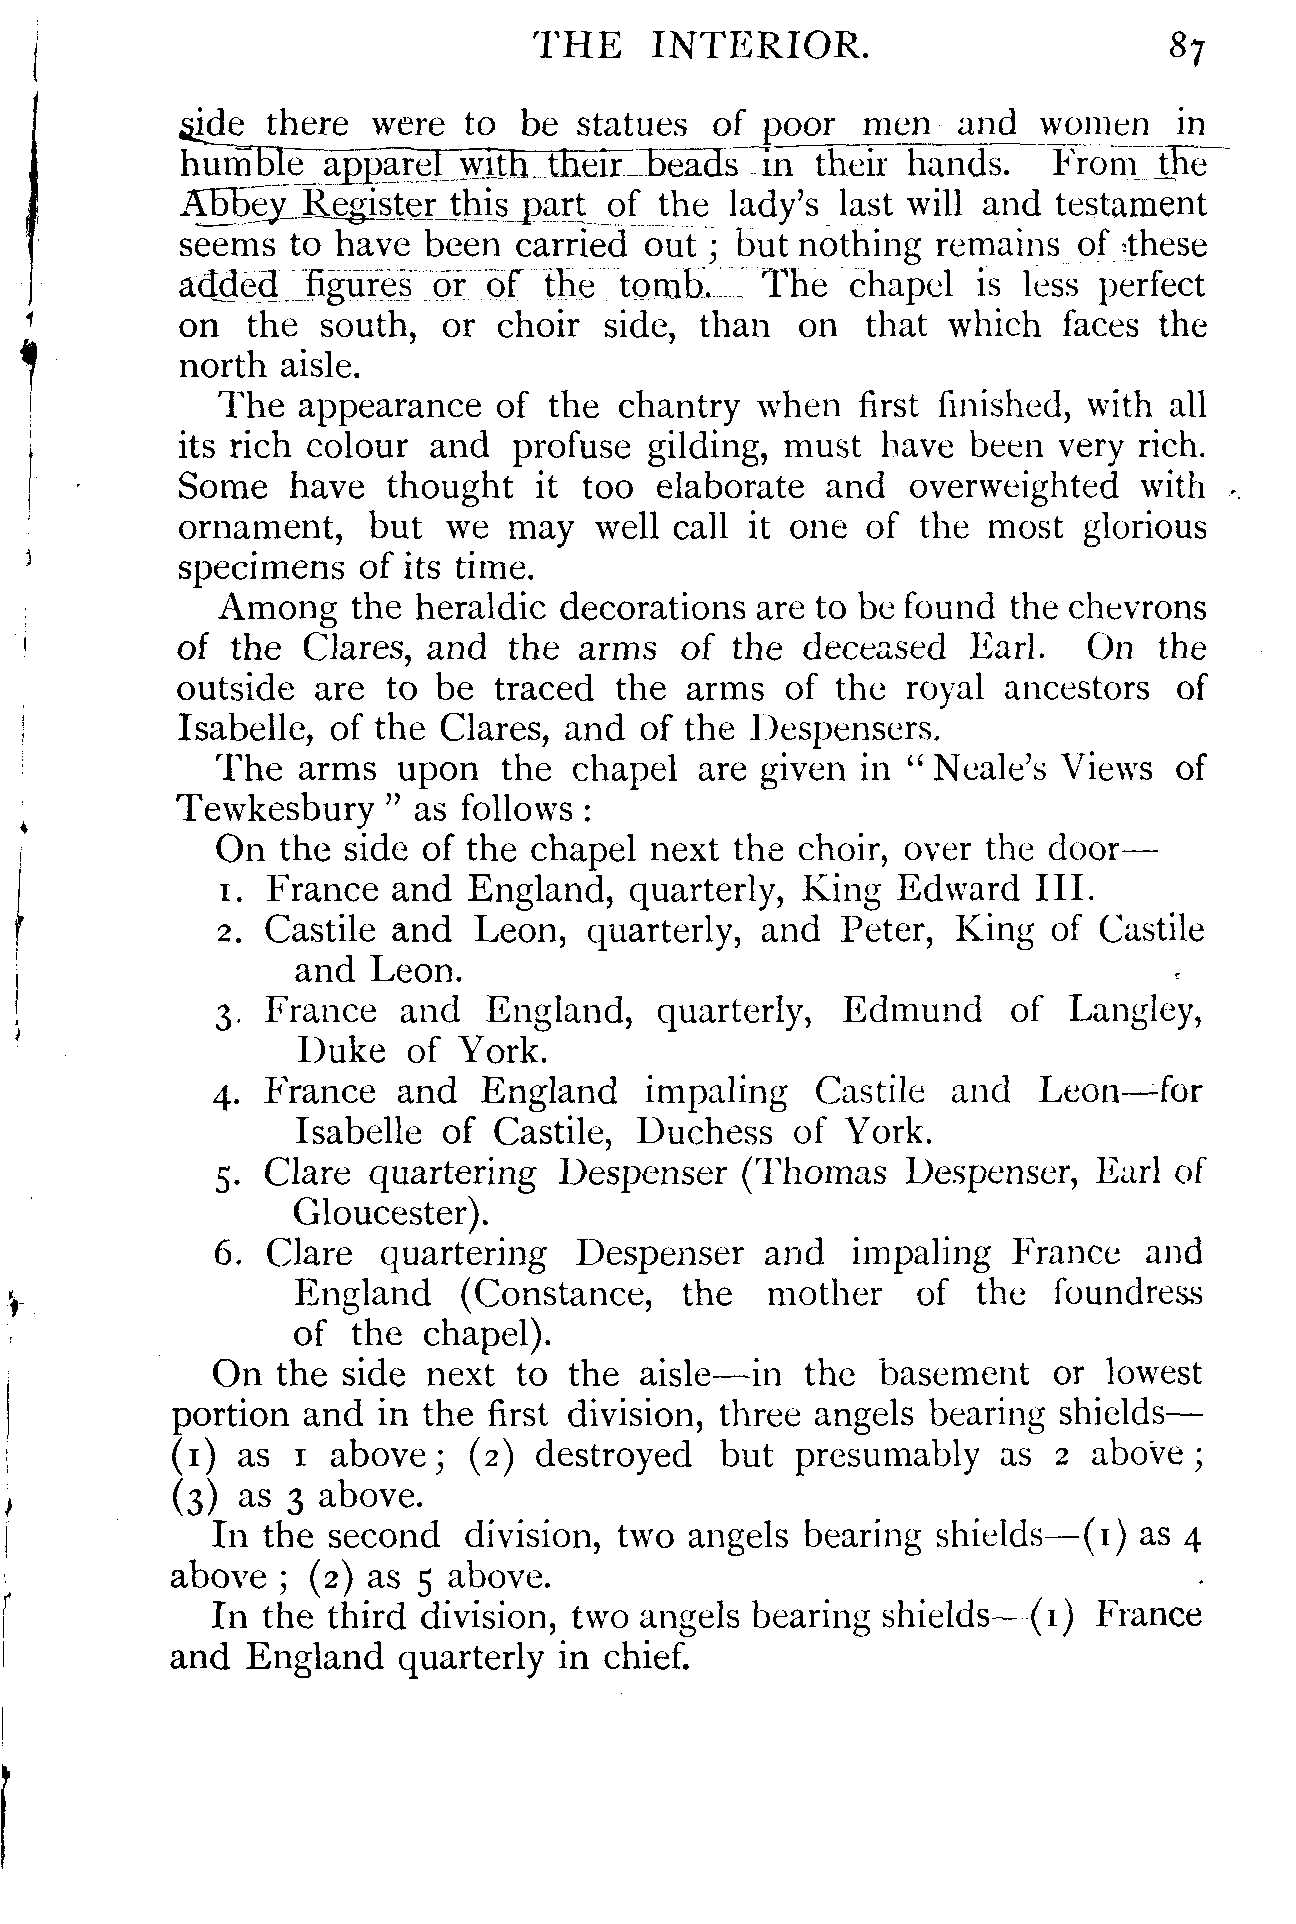 THE INTERIOR. 87
side there were to be statues of poor men and women in
humble apparel with their beads in their hands. From the
Abbey Register this part of the lady's last will and testament
seems to have been carried out ; but nothing remains of these
added figures or of the tomb. The chapel is less perfect
on the south, or choir side, than on that which faces the
north aisle.
The appearance of the chantry when first finished, with all
its rich colour and profuse gilding, must have been very rich.
Some have thought it too elaborate and overweighted with
ornament, but we may well call it one of the most glorious
specimens of its time.
Among the heraldic decorations are to be found the chevrons
of the Clares, and the arms of the deceased Earl. On the
outside are to be traced the arms of the royal ancestors of
Isabelle, of the Clares, and of the Despensers.
The arms upon the chapel are given in “ Neale's Views of
Tewkesbury ” as follows :
On the side of the chapel next the choir, over the door—
1. France and England, quarterly, King Edward III.
2. Castile and Leon, quarterly, and Peter, King of Castile
and Leon.
3. France and England, quarterly, Edmund of Langley,
Duke of York.
4. France and England impaling Castile and Leon—for
Isabelle of Castile, Duchess of York.
5. Clare quartering Despenser (Thomas Despenser, Earl of
Gloucester).
6. Clare quartering Despenser and impaling France and
England (Constance, the mother of the foundress
of the chapel).
On the side next to the aisle—in the basement or lowest
portion and in the first division, three angels bearing shields—
(1) as 1 above ; (2) destroyed but presumably as 2 above ;
(3) as 3 above.
In the second division, two angels bearing shields—(1) as 4
above ; (2) as 5 above.
In the third division, two angels bearing shields—(1) France
and England quarterly in chief.